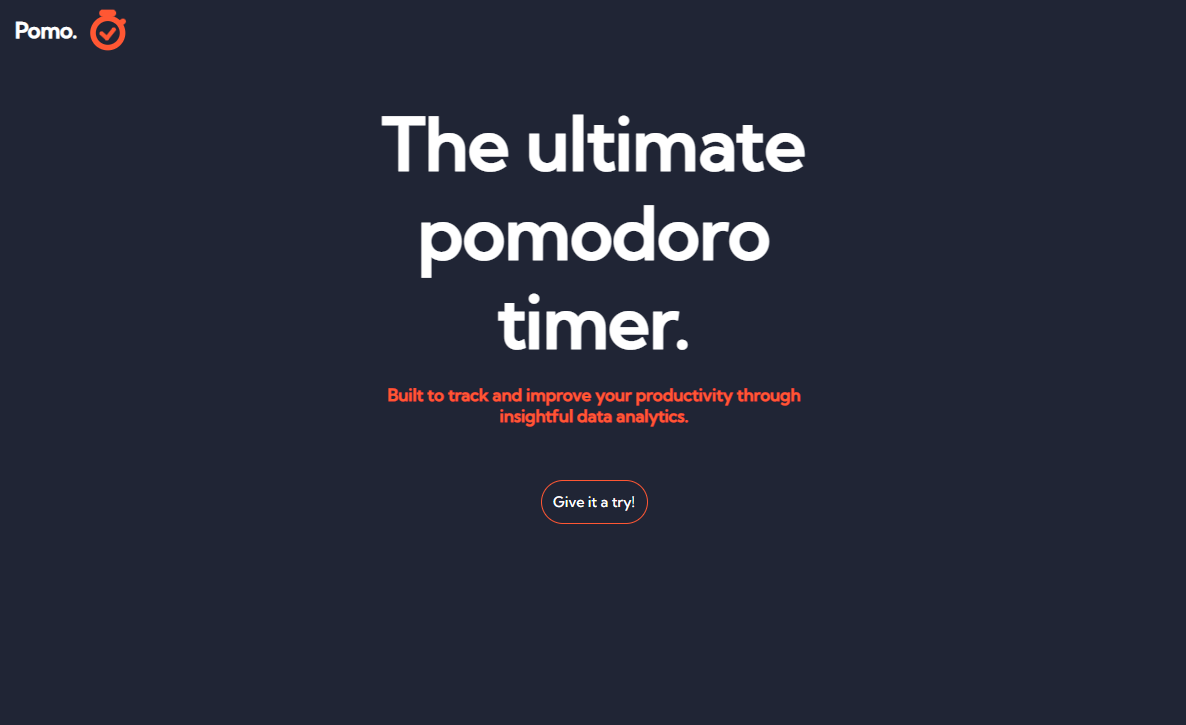 Pomo.
The ultimate
pomodoro
timer.
Built to track and improve your productivity through
insightful data analytics.
Give it a try!